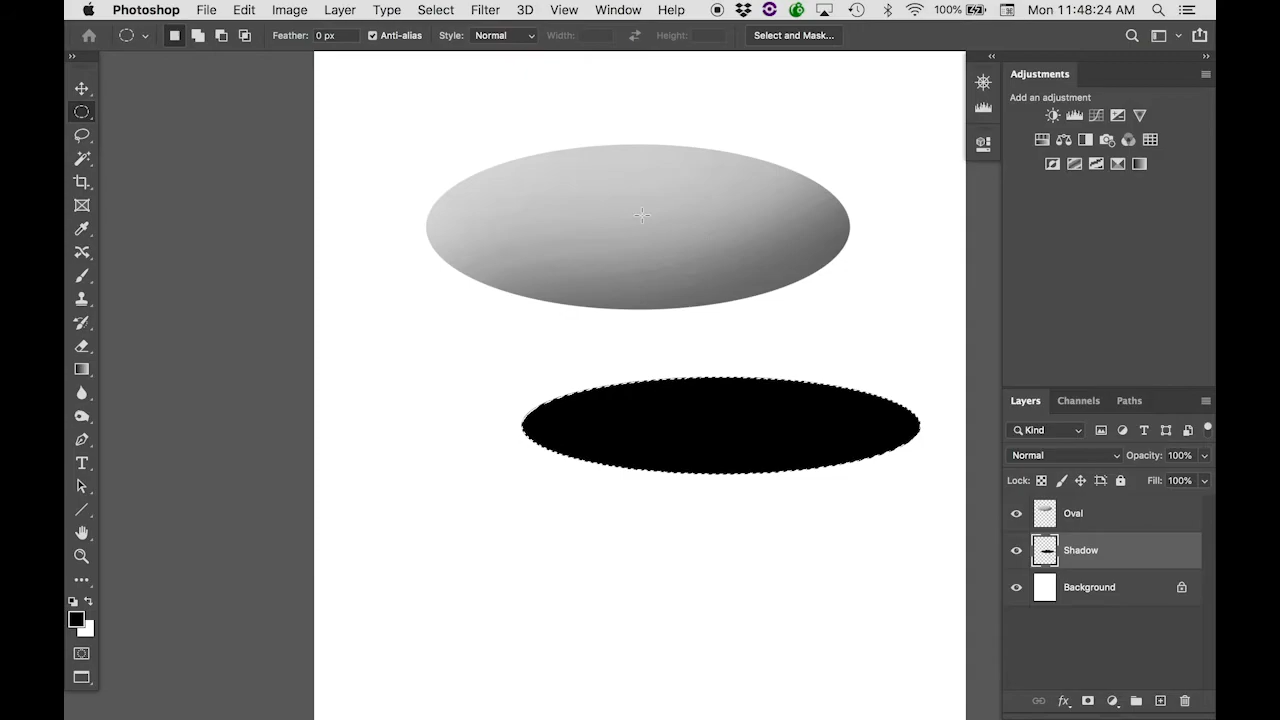 Photoshop File Edit Image Layer Type Select Filter 3D View Window Help 100% Mon 11:48:24 AM
Feather: 0 px Anti-alias Style: Normal Width: Height: Select and Mask...
Adjustments
Add an adjustment
Layers Channels Paths
Kind
Normal Opacity: 100%
Lock: Fill: 100%
Oval
Shadow
Background
fx